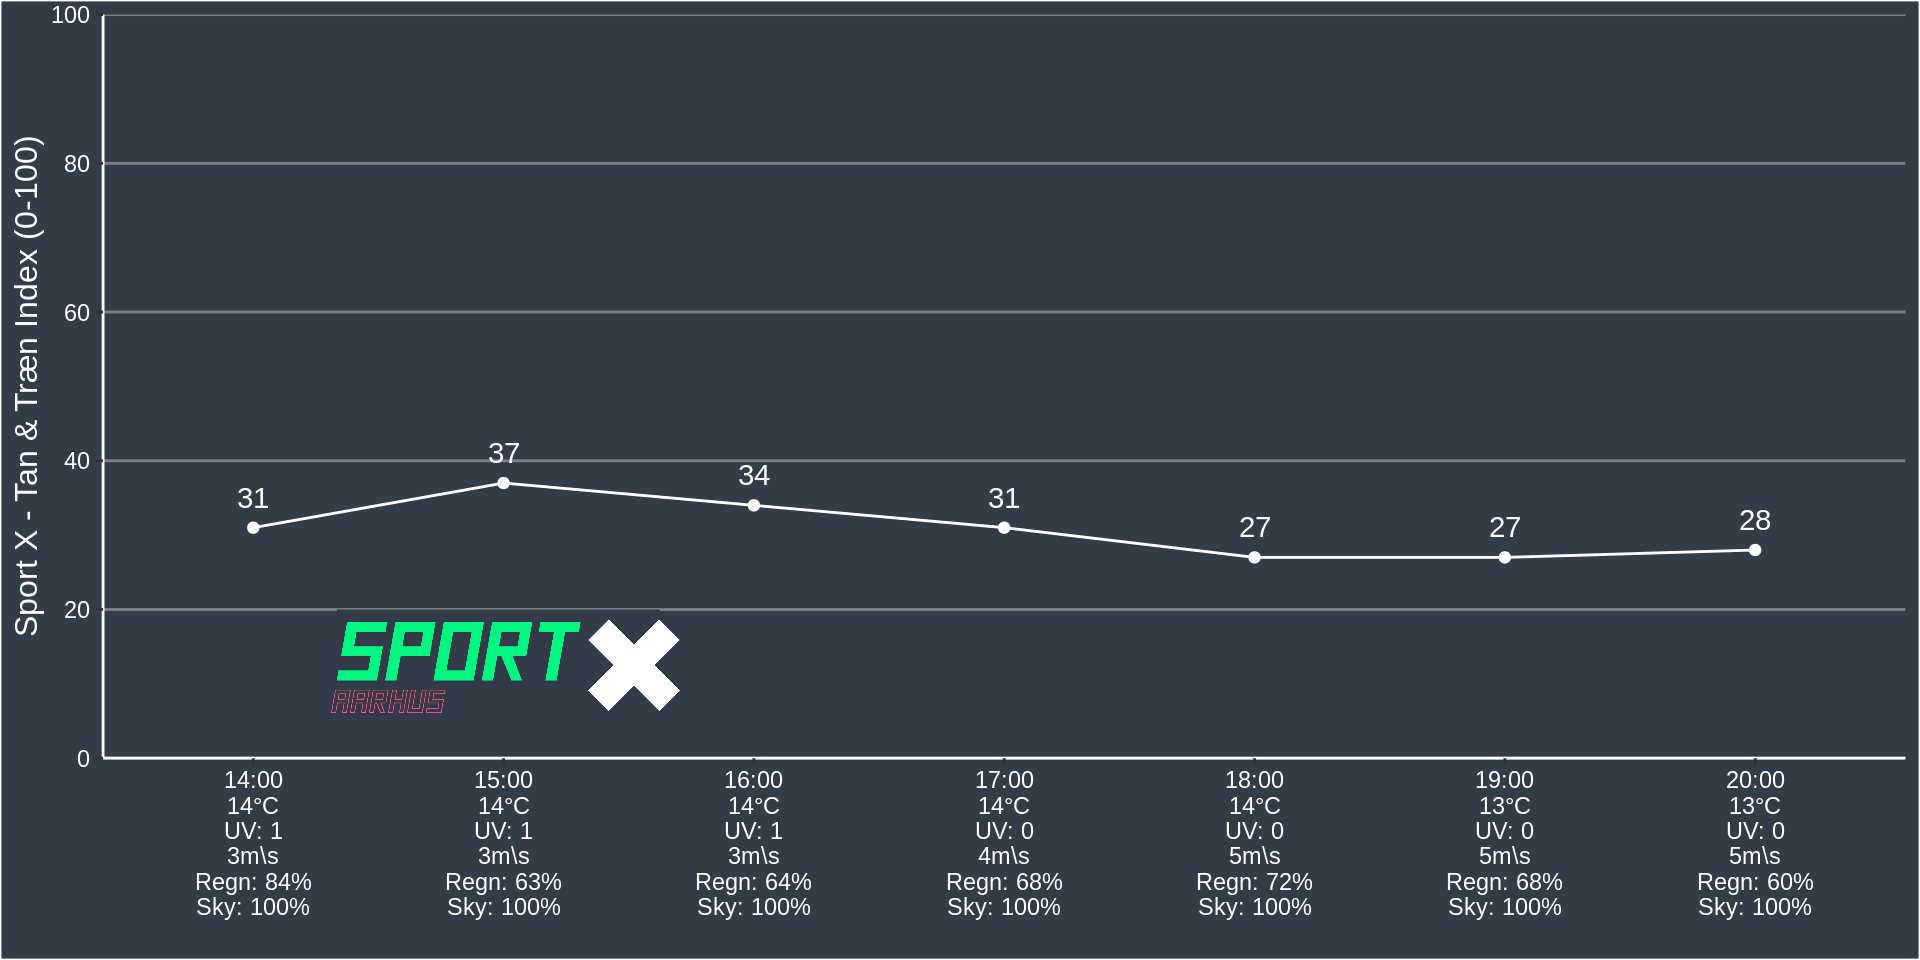 Sport X - Tan & Træn Index (0-100)
100
80
60
40
20
0
31
37
34
31
27
27
28
SPORT X
AARHUS
14:00 15:00 16:00 17:00 18:00 19:00 20:00
14°C 14°C 14°C 14°C 14°C 13°C 13°C
UV: 1 UV: 1 UV: 1 UV: 0 UV: 0 UV: 0 UV: 0
3m\s 3m\s 3m\s 4m\s 5m\s 5m\s 5m\s
Regn: 84% Regn: 63% Regn: 64% Regn: 68% Regn: 72% Regn: 68% Regn: 60%
Sky: 100% Sky: 100% Sky: 100% Sky: 100% Sky: 100% Sky: 100% Sky: 100%